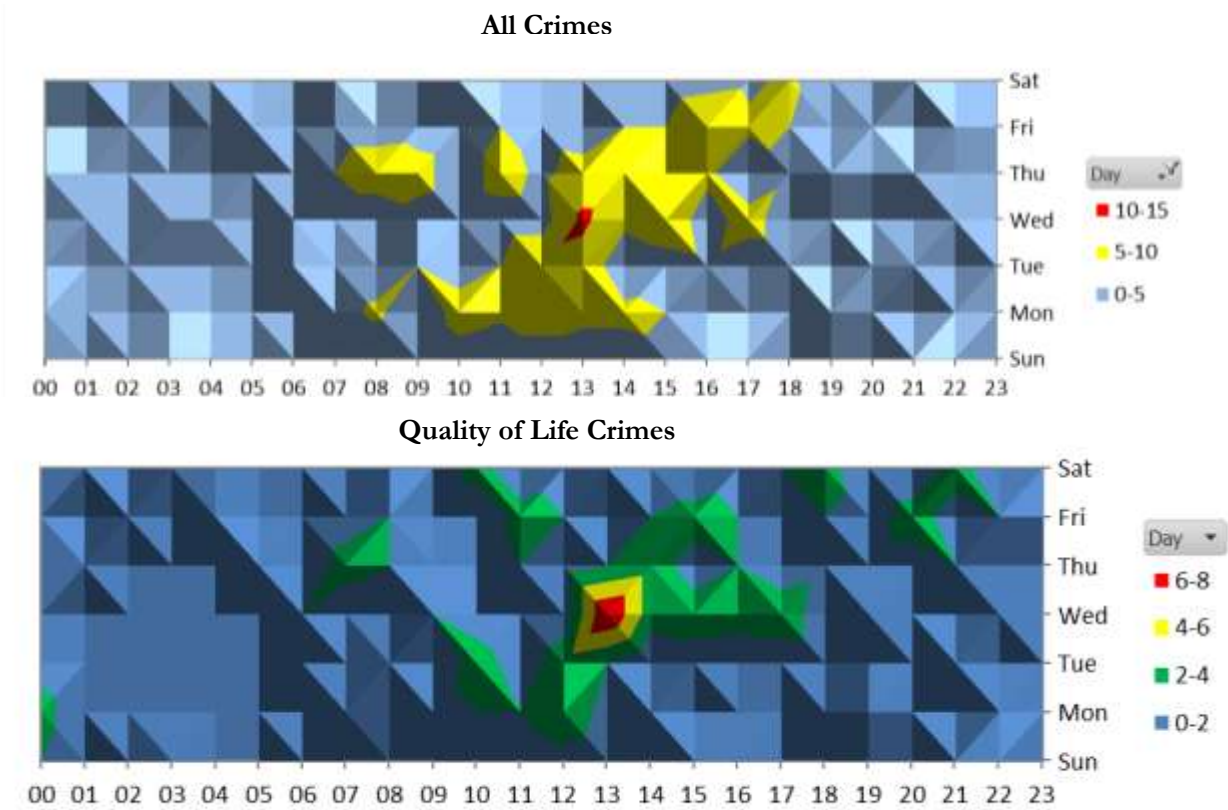 All Crimes
Sat
Fri
Thu
Wed
Tue
Mon
Sun
Day
10-15
5-10
0-5
00 01 02 03 04 05 06 07 08 09 10 11 12 13 14 15 16 17 18 19 20 21 22 23
Quality of Life Crimes
Sat
Fri
Thu
Wed
Tue
Mon
Sun
Day
6-8
4-6
2-4
0-2
00 01 02 03 04 05 06 07 08 09 10 11 12 13 14 15 16 17 18 19 20 21 22 23